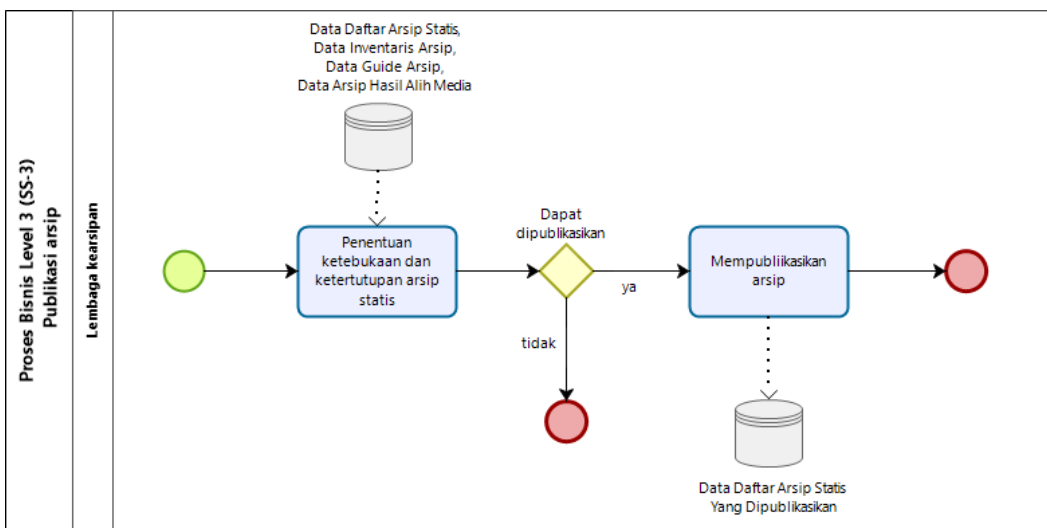 Proses Bisnis Level 3 (SS-3)
Publikasi arsip
Lembaga kearsipan
Data Daftar Arsip Statis,
Data Inventaris Arsip,
Data Guide Arsip,
Data Arsip Hasil Alih Media
Penentuan
ketebukaan dan
ketertutupan arsip
statis
Dapat
dipublikasikan
ya
tidak
Mempubliikasikan
arsip
Data Daftar Arsip Statis
Yang Dipublikasikan